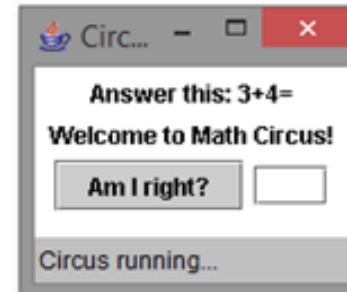 Circ...
Answer this: 3+4=
Welcome to Math Circus!
Am I right?
Circus running...